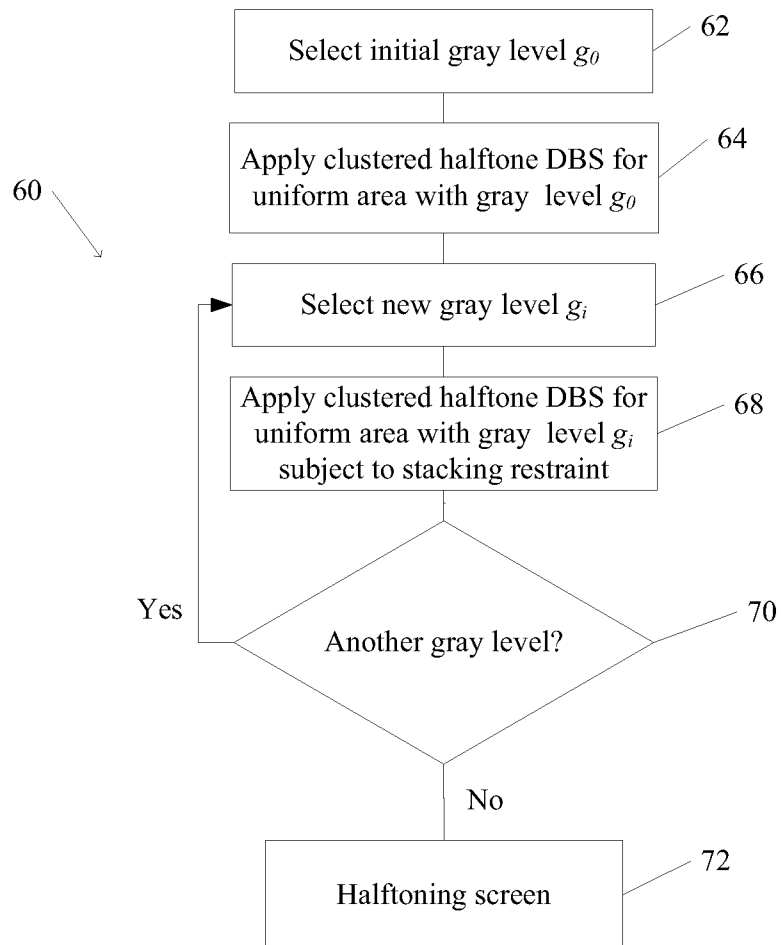 Select initial gray level g0
62
Apply clustered halftone DBS for
uniform area with gray level g0
64
60
Select new gray level gi
66
Apply clustered halftone DBS for
uniform area with gray level gi
subject to stacking restraint
68
Yes
Another gray level?
70
No
Halftoning screen
72